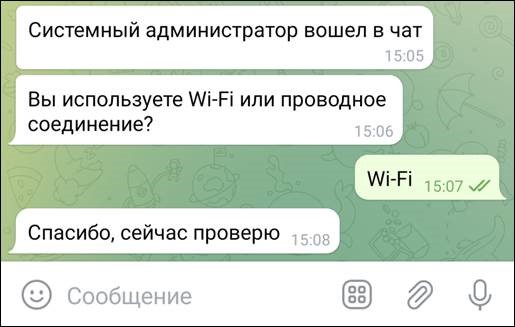 Системный администратор вошел в чат
15:05
Вы используете Wi-Fi или проводное
соединение?
15:06
Wi-Fi 15:07
Спасибо, сейчас проверю 15:08
Сообщение